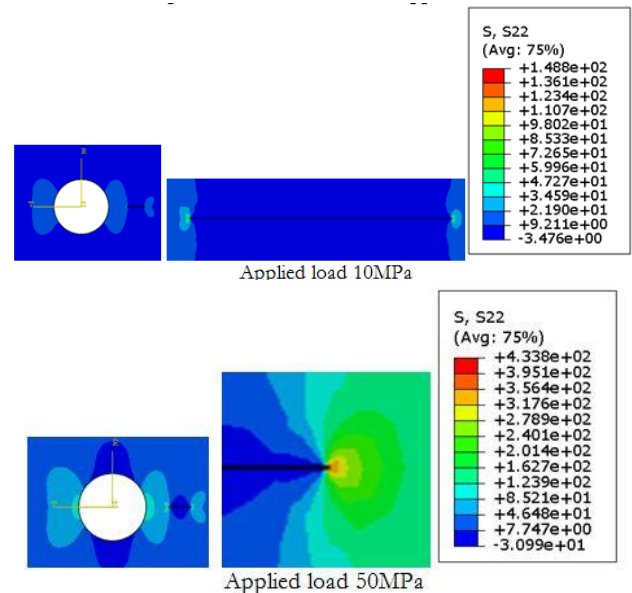 S, S22
(Avg: 75%)
+1.488e+02
+1.361e+02
+1.234e+02
+1.107e+02
+9.802e+01
+8.533e+01
+7.265e+01
+5.996e+01
+4.727e+01
+3.459e+01
+2.190e+01
+9.211e+00
-3.476e+00
R
T
Applied load 10MPa
S, S22
(Avg: 75%)
+4.338e+02
+3.951e+02
+3.564e+02
+3.176e+02
+2.789e+02
+2.401e+02
+2.014e+02
+1.627e+02
+1.239e+02
+8.521e+01
+4.648e+01
+7.747e+00
-3.099e+01
R
T
Applied load 50MPa